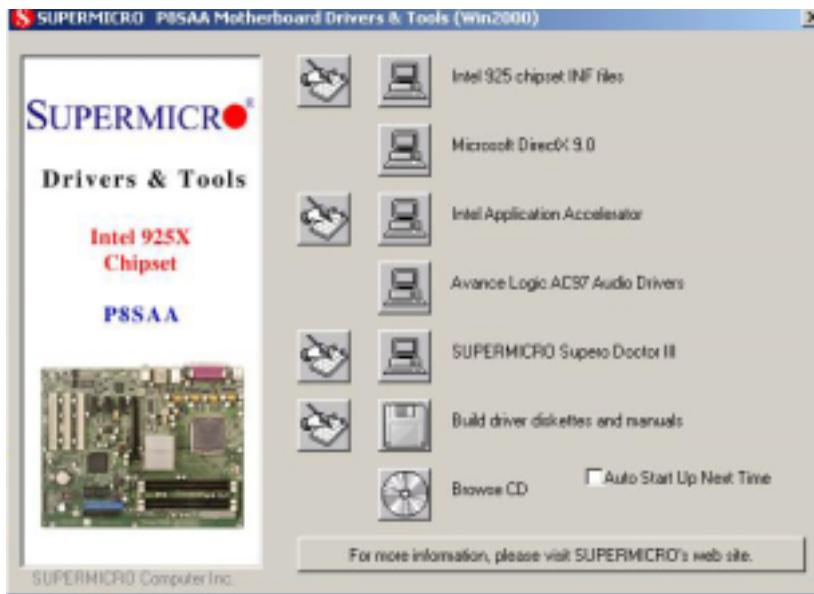 SUPERMICRO P8SAA Motherboard Drivers & Tools (Win2000)
SUPERMICRO®
Drivers & Tools
Intel 925X
Chipset
P8SAA
SUPERMICRO Computer Inc.
Intel 925 chipset INF files
Microsoft DirectX 9.0
Intel Application Accelerator
Avance Logic AC97 Audio Drivers
SUPERMICRO Supero Doctor III
Build driver diskettes and manuals
Browse CD
Auto Start Up Next Time
For more information, please visit SUPERMICRO's web site.